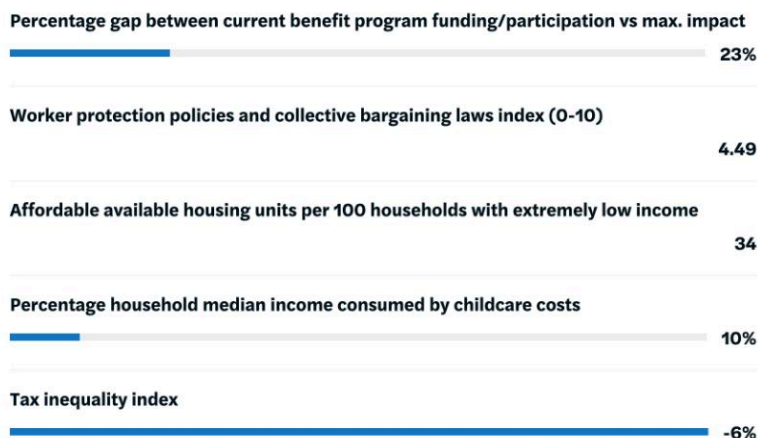 Percentage gap between current benefit program funding/participation vs max. impact
23%
Worker protection policies and collective bargaining laws index (0-10)
4.49
Affordable available housing units per 100 households with extremely low income
34
Percentage household median income consumed by childcare costs
10%
Tax inequality index
-6%